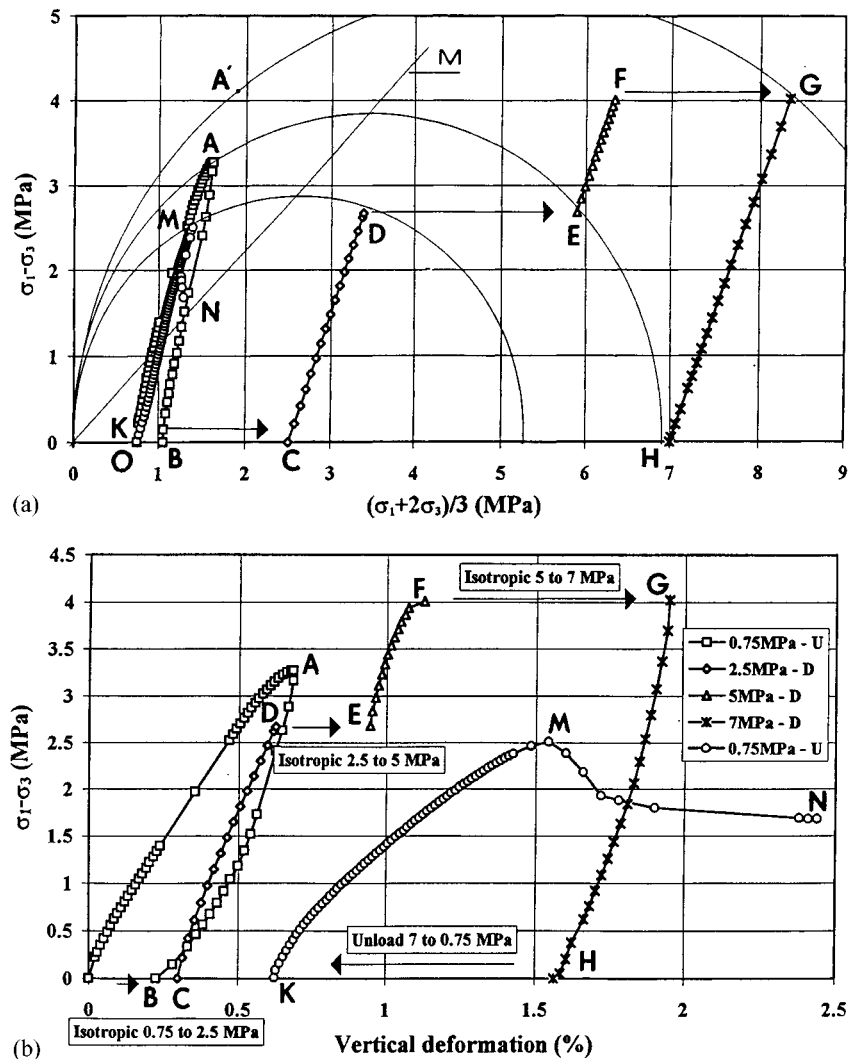 5
4
3
2
1
0
σ₁-σ₃ (MPa)
A'
A
M
M
N
K
O
B
C
D
E
F
G
H
0 1 2 3 4 5 6 7 8 9
(σ₁+2σ₃)/3 (MPa)
(a)
4.5
4
3.5
3
2.5
2
1.5
1
0.5
0
σ₁-σ₃ (MPa)
F
Isotropic 5 to 7 MPa
G
0.75MPa - U
2.5MPa - D
5MPa - D
7MPa - D
0.75MPa - U
A
D
E
M
Isotropic 2.5 to 5 MPa
N
Unload 7 to 0.75 MPa
H
B
C
K
0 0.5 1 1.5 2 2.5
Isotropic 0.75 to 2.5 MPa
Vertical deformation (%)
(b)